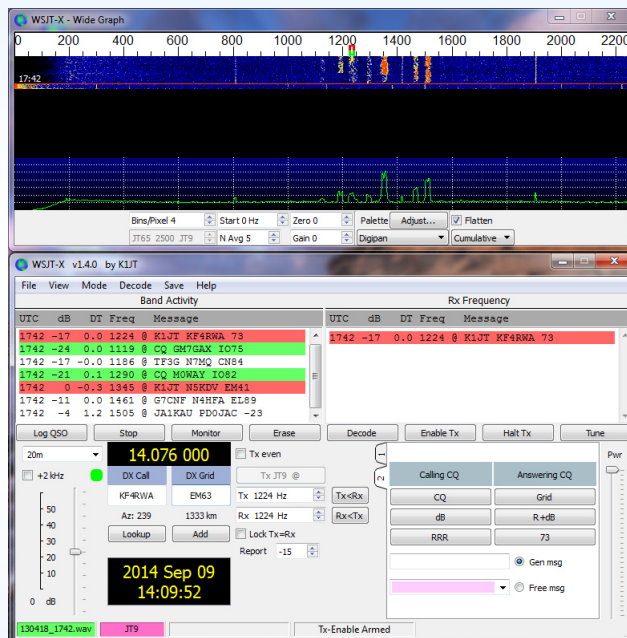 WSJT-X - Wide Graph
0 200 400 600 800 1000 1200 1400 1600 1800 2000 2200
17:42
Bins/Pixel 4 Start 0 Hz Zero 0 Palette Adjust... Flatten
JT65 2500 JT9 N Avg 5 Gain 0 Digipan Cumulative
WSJT-X v1.4.0 by K1JT
File View Mode Decode Save Help
Band Activity Rx Frequency
UTC dB DT Freq Message UTC dB DT Freq Message
1742 -17 0.0 1224 @ K1JT KF4RWA 73 1742 -17 0.0 1224 @ K1JT KF4RWA 73
1742 -24 0.0 1119 @ CQ GM7GAX IO75
1742 -17 -0.0 1186 @ TF3G N7MQ CN84
1742 -21 0.1 1290 @ CQ M0WAY IO82
1742 0 -0.3 1345 @ K1JT N5KDV EM41
1742 -11 0.0 1461 @ G7CNF N4HFA EL89
1742 -4 1.2 1505 @ JA1KAU PD0JAC -23
Log QSO Stop Monitor Erase Decode Enable Tx Halt Tx Tune
20m 14.076 000 Tx even 1 Pwr
+2 kHz DX Call DX Grid Tx JT9 @ 2 Calling CQ Answering CQ
KF4RWA EM63 Tx 1224 Hz Tx<Rx CQ Grid
50 Az: 239 1333 km Rx 1224 Hz Rx<Tx dB R+dB
40 Lookup Add Lock Tx=Rx RRR 73
30 Report -15
20 2014 Sep 09 Gen msg
10 14:09:52 Free msg
0 dB
130418_1742.wav JT9 Tx-Enable Armed